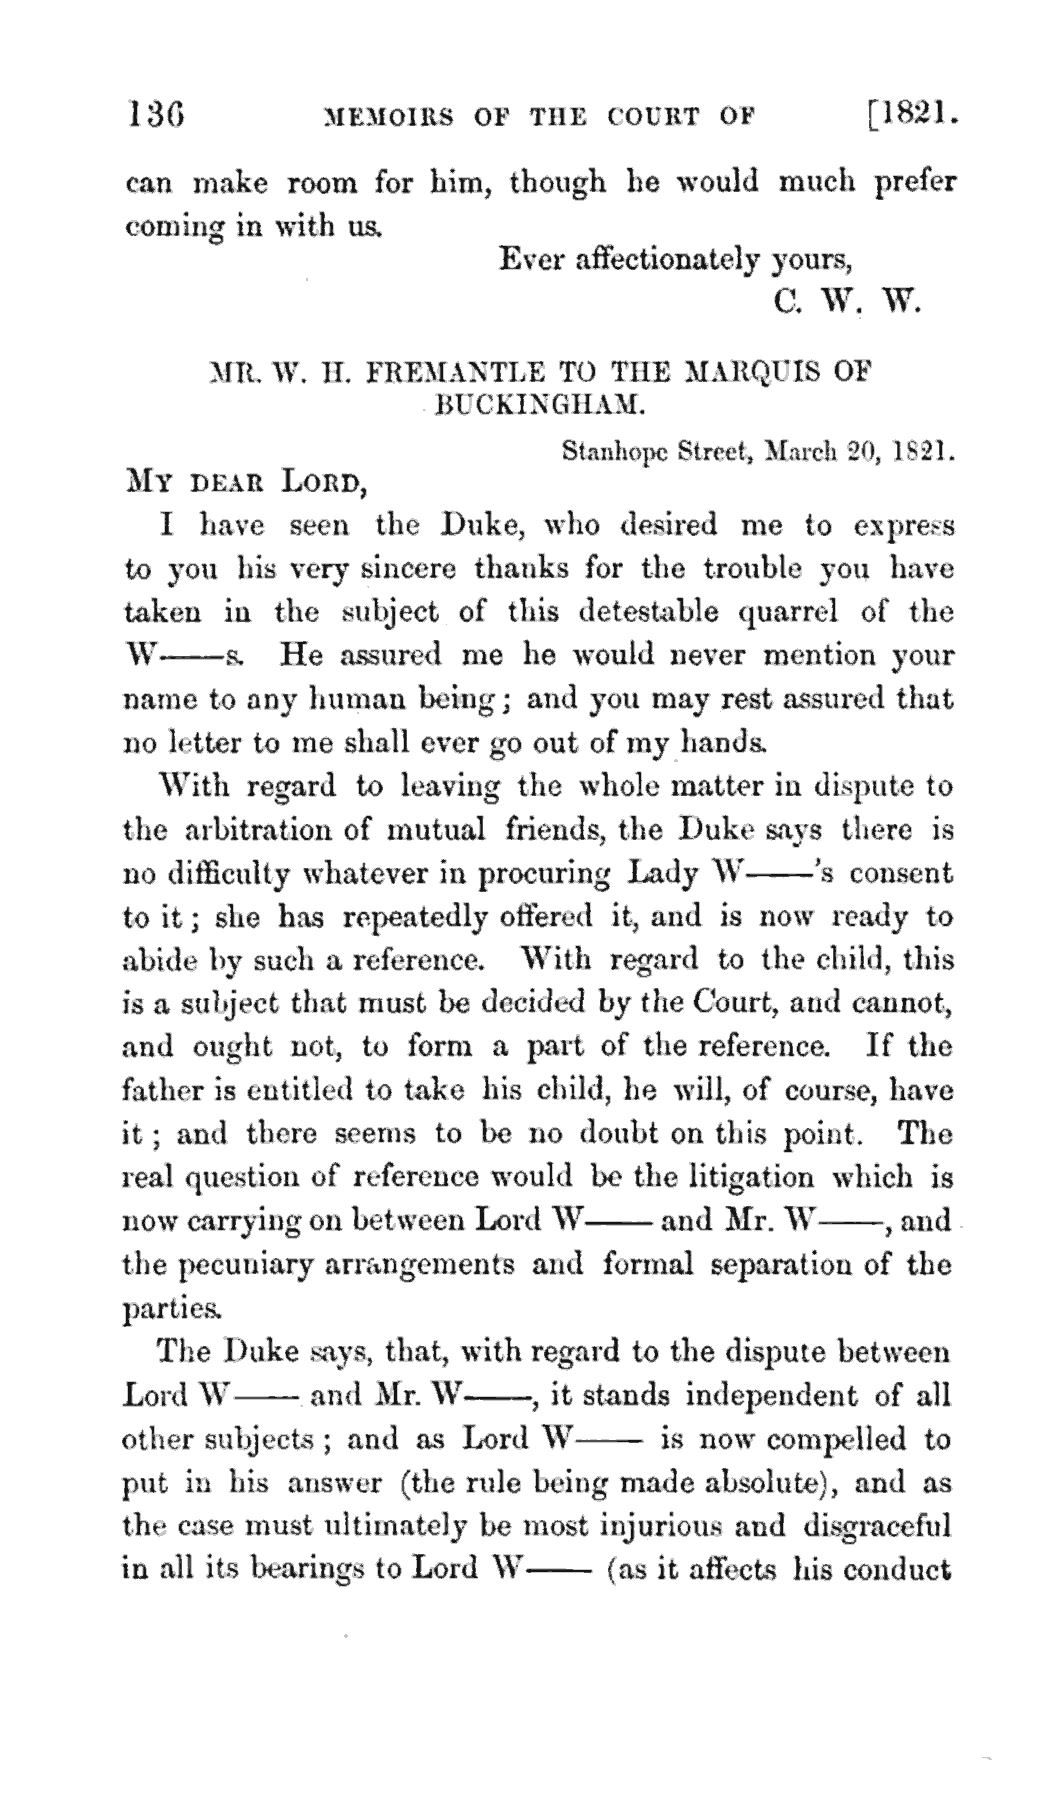 136 MEMOIRS OF THE COURT OF [1821.
can make room for him, though he would much prefer
coming in with us.
Ever affectionately yours,
C. W. W.
MR. W. H. FREMANTLE TO THE MARQUIS OF
BUCKINGHAM.
Stanhope Street, March 20, 1821.
MY DEAR LORD,
I have seen the Duke, who desired me to express
to you his very sincere thanks for the trouble you have
taken in the subject of this detestable quarrel of the
W——s. He assured me he would never mention your
name to any human being; and you may rest assured that
no letter to me shall ever go out of my hands.
With regard to leaving the whole matter in dispute to
the arbitration of mutual friends, the Duke says there is
no difficulty whatever in procuring Lady W——'s consent
to it; she has repeatedly offered it, and is now ready to
abide by such a reference. With regard to the child, this
is a subject that must be decided by the Court, and cannot,
and ought not, to form a part of the reference. If the
father is entitled to take his child, he will, of course, have
it; and there seems to be no doubt on this point. The
real question of reference would be the litigation which is
now carrying on between Lord W—— and Mr. W——, and
the pecuniary arrangements and formal separation of the
parties.
The Duke says, that, with regard to the dispute between
Lord W—— and Mr. W——, it stands independent of all
other subjects; and as Lord W—— is now compelled to
put in his answer (the rule being made absolute), and as
the case must ultimately be most injurious and disgraceful
in all its bearings to Lord W—— (as it affects his conduct